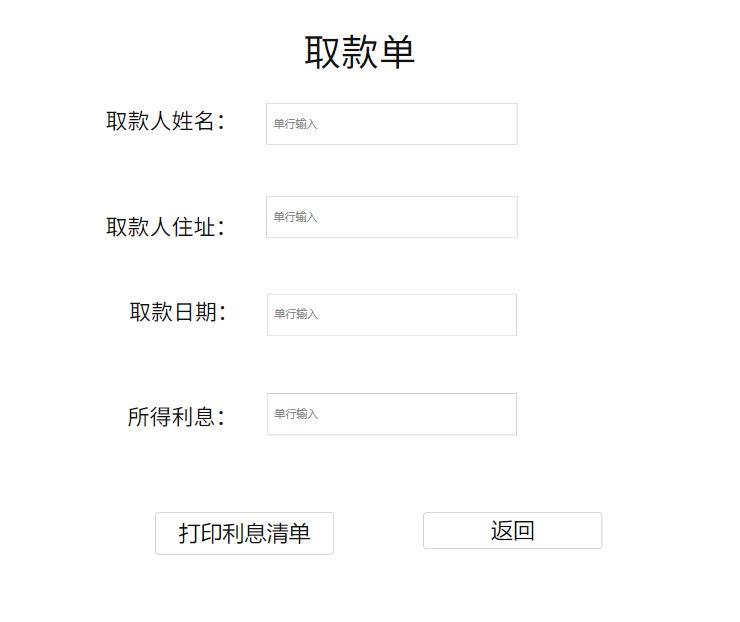 取款单
取款人姓名：
单行输入
取款人住址：
单行输入
取款日期：
单行输入
所得利息：
单行输入
打印利息清单
返回